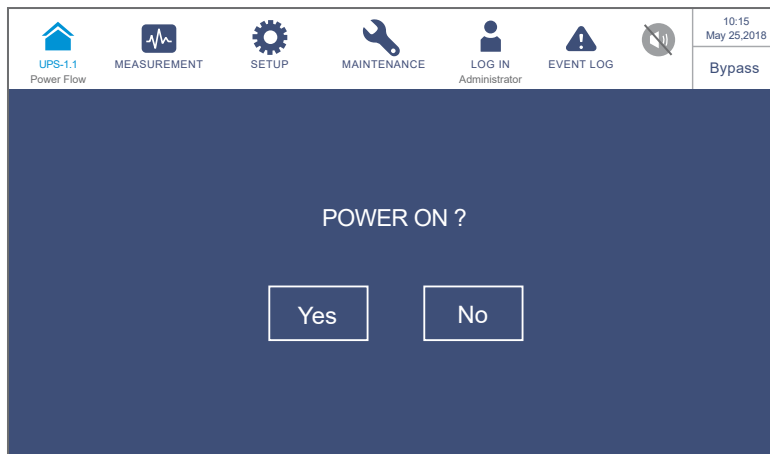 UPS-1.1
Power Flow
MEASUREMENT
SETUP
MAINTENANCE
LOG IN
Administrator
EVENT LOG
10:15
May 25,2018
Bypass
POWER ON ?
Yes
No